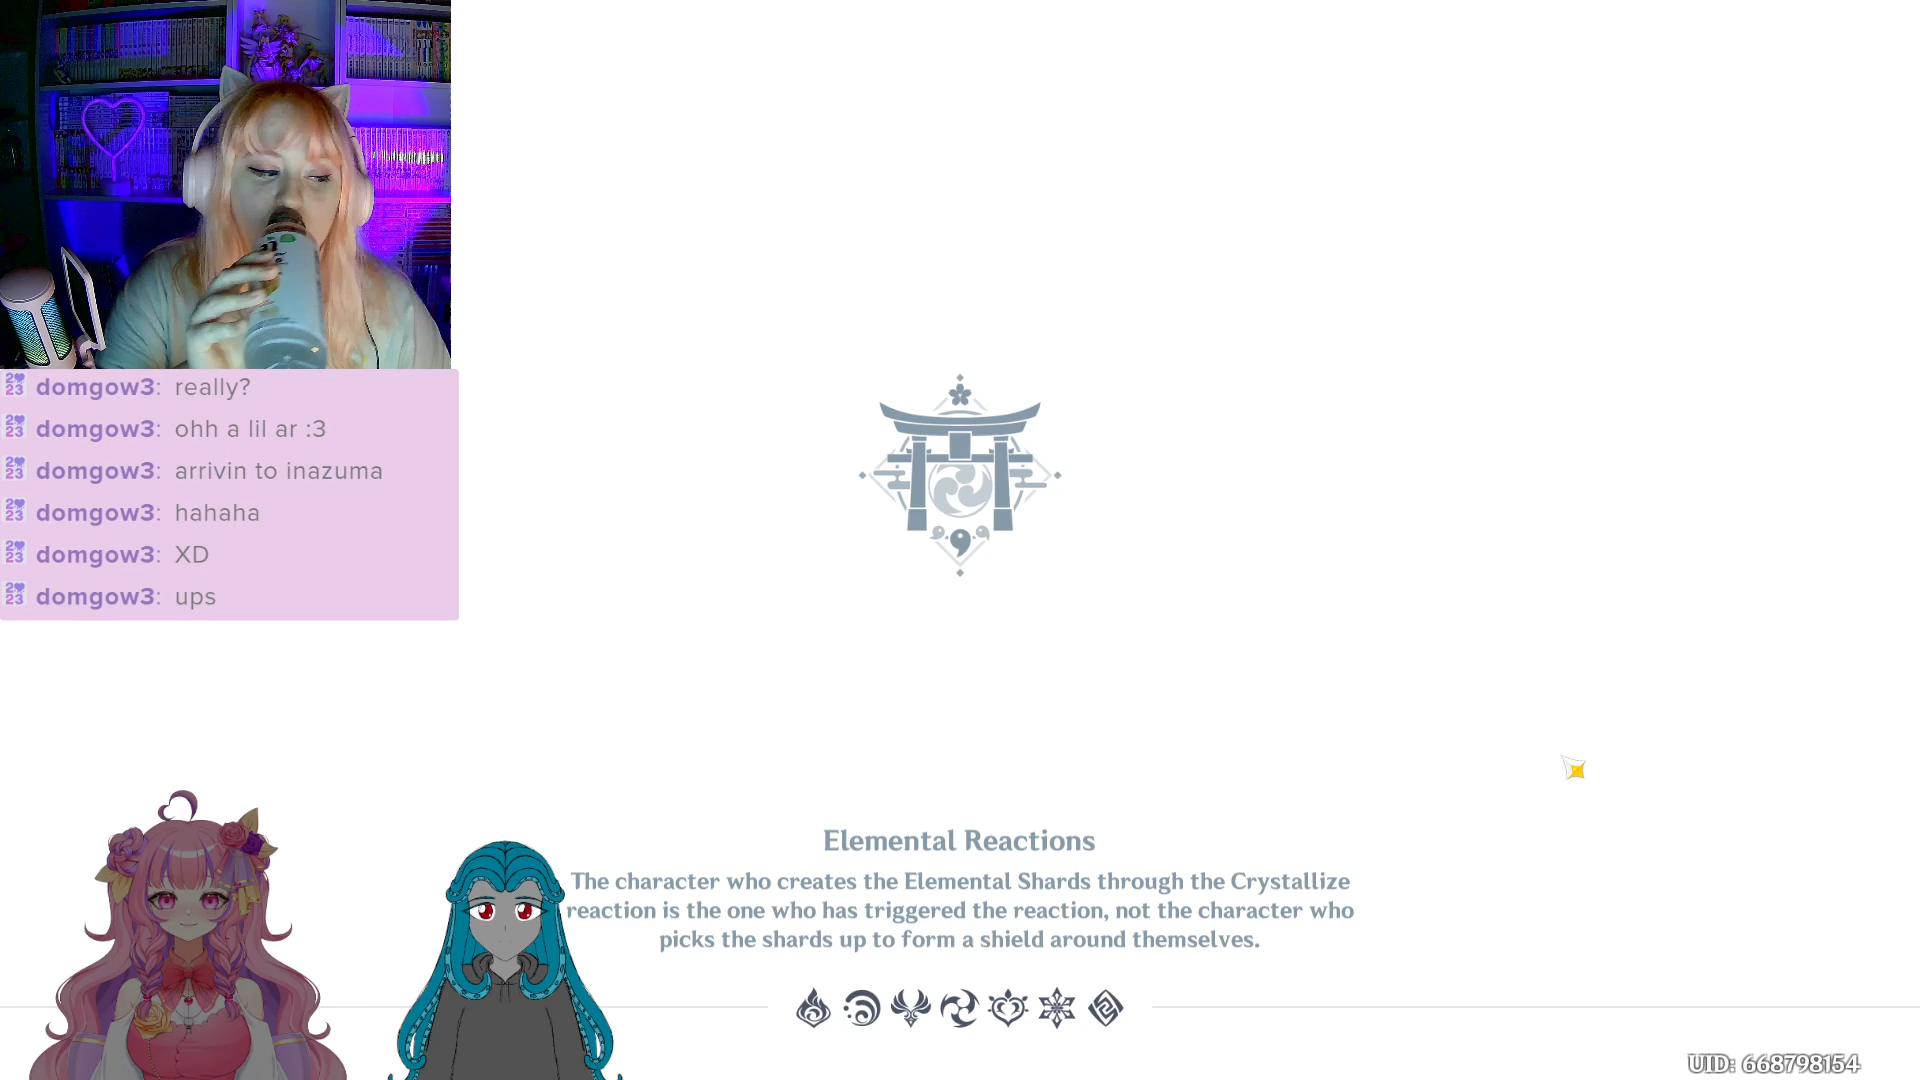 domgow3: really?
domgow3: ohh a lil ar :3
domgow3: arrivin to inazuma
domgow3: hahaha
domgow3: XD
domgow3: ups
Elemental Reactions
The character who creates the Elemental Shards through the Crystallize
reaction is the one who has triggered the reaction, not the character who
picks the shards up to form a shield around themselves.
UID: 668798154